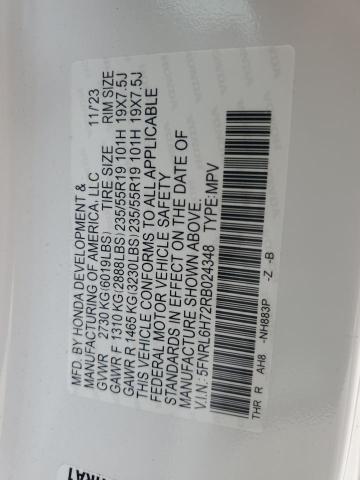 MFD. BY HONDA DEVELOPMENT &
MANUFACTURING OF AMERICA, LLC 11/23
GVWR 2730 KG(6019LBS) TIRE SIZE RIM SIZE
GAWR F 1310 KG(2888LBS) 235/55R19 101H 19X7.5J
GAWR R 1465 KG(3230LBS) 235/55R19 101H 19X7.5J
THIS VEHICLE CONFORMS TO ALL APPLICABLE
FEDERAL MOTOR VEHICLE SAFETY
STANDARDS IN EFFECT ON THE DATE OF
MANUFACTURE SHOWN ABOVE.
V.I.N.: 5FNRL6H72RB024348 TYPE:MPV
THR R AH8 -NH883P -Z -B